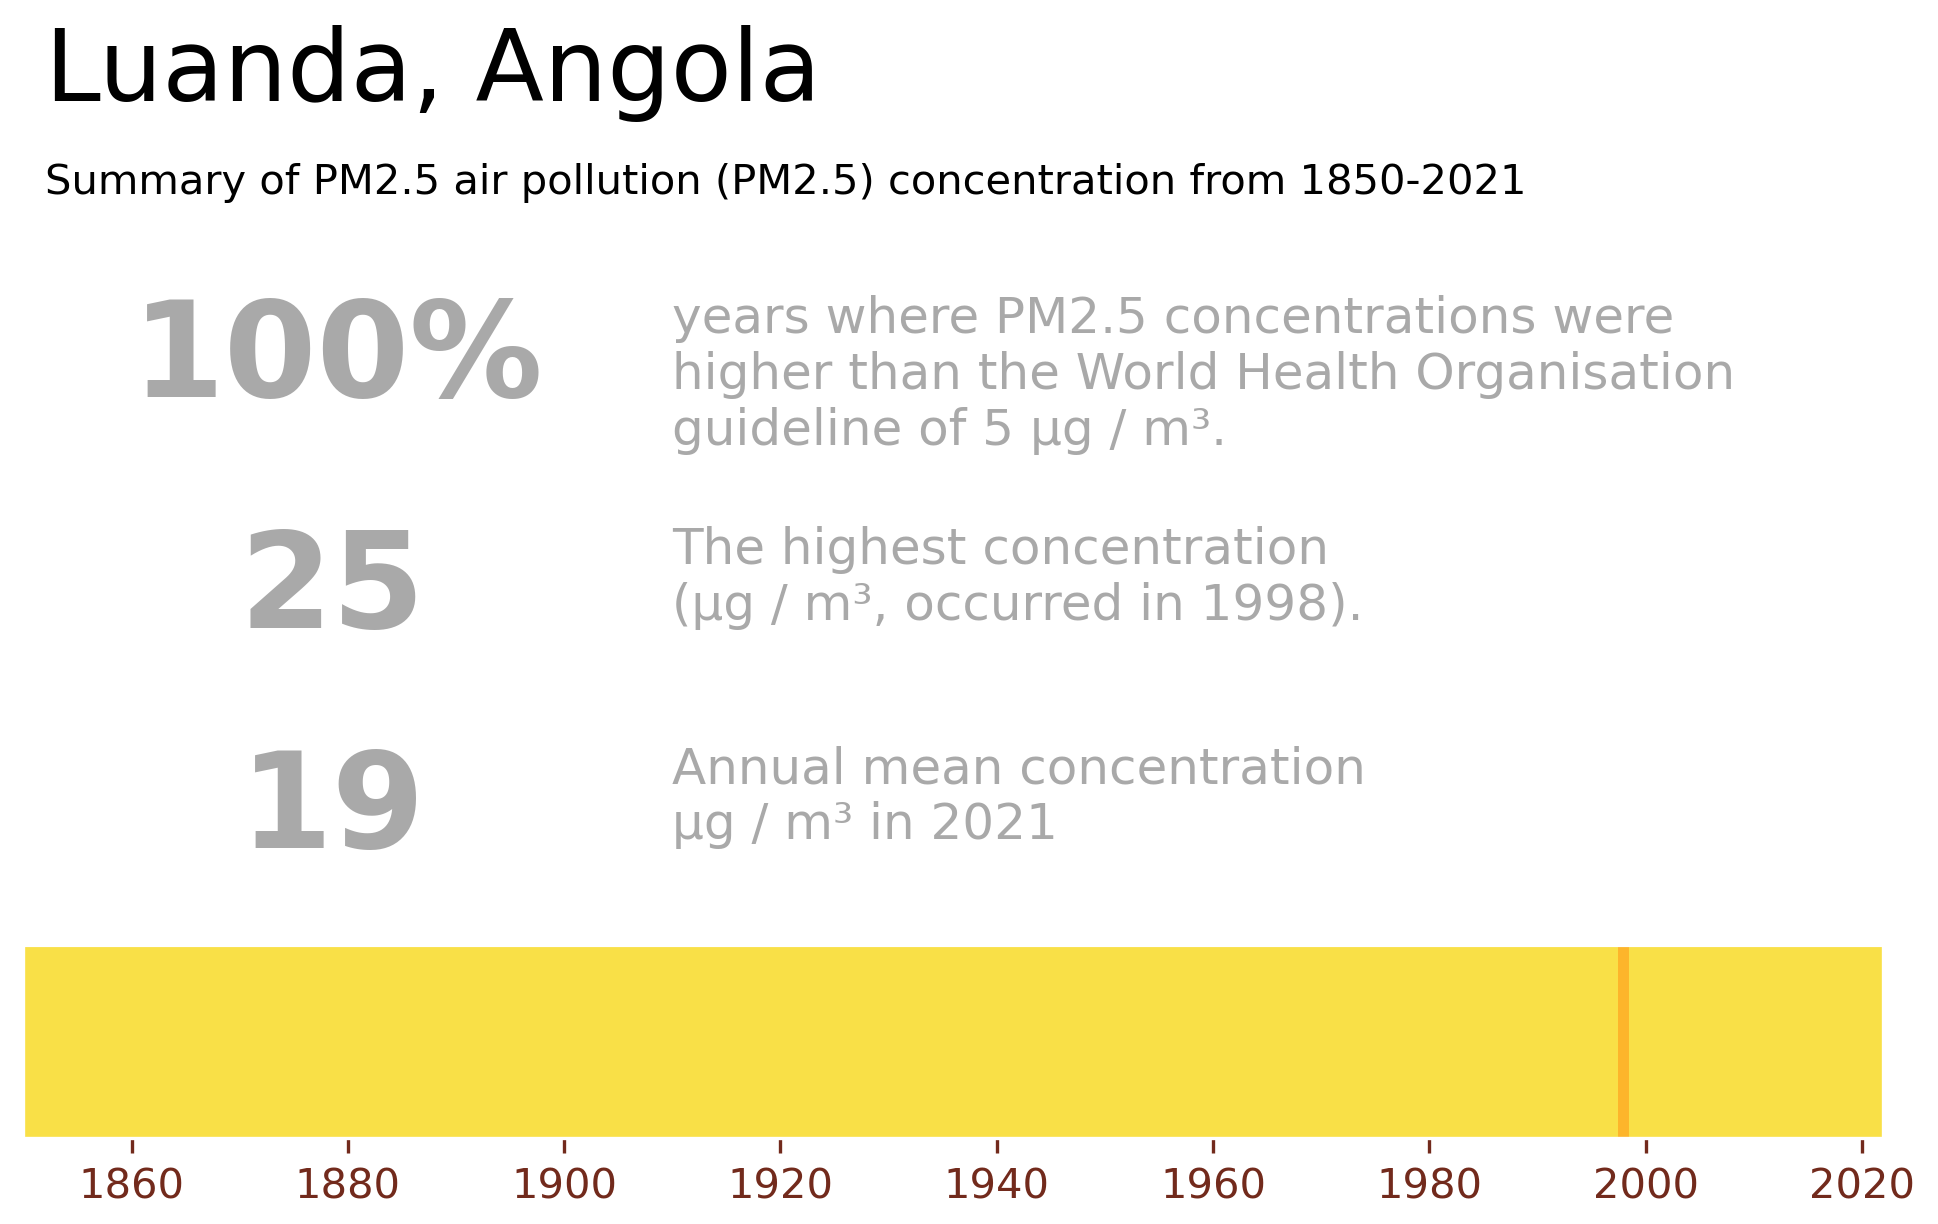 Luanda, Angola
Summary of PM2.5 air pollution (PM2.5) concentration from 1850-2021
100%
years where PM2.5 concentrations were
higher than the World Health Organisation
guideline of 5 μg / m³.
25
The highest concentration
(μg / m³, occurred in 1998).
19
Annual mean concentration
μg / m³ in 2021
1860 1880 1900 1920 1940 1960 1980 2000 2020